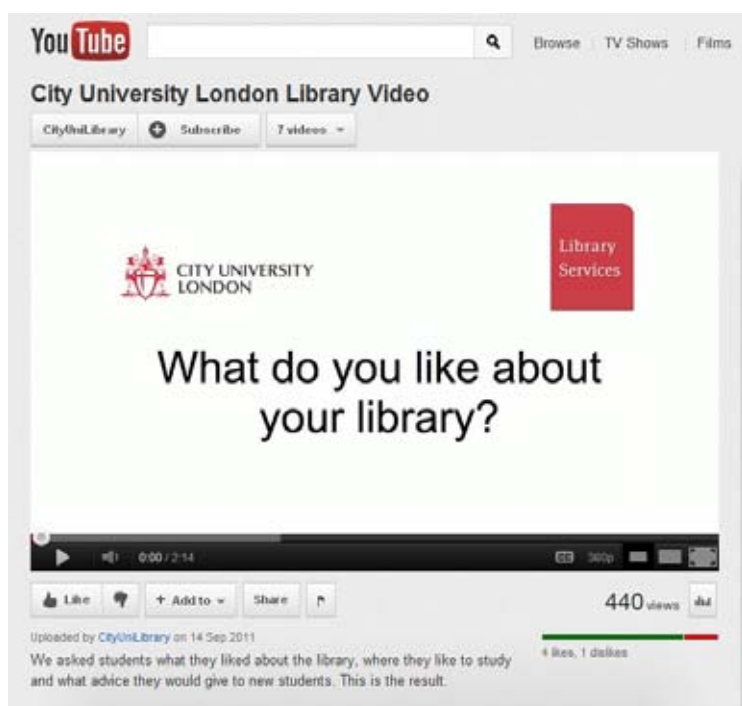 You Tube
Browse TV Shows Films
City University London Library Video
CityUniLibrary Subscribe 7 videos
Library
Services
CITY UNIVERSITY
LONDON
What do you like about
your library?
0:00 / 2:14 CC 360p
Like + Add to Share
440 views
Uploaded by CityUniLibrary on 14 Sep 2011
4 likes, 1 dislikes
We asked students what they liked about the library, where they like to study
and what advice they would give to new students. This is the result.